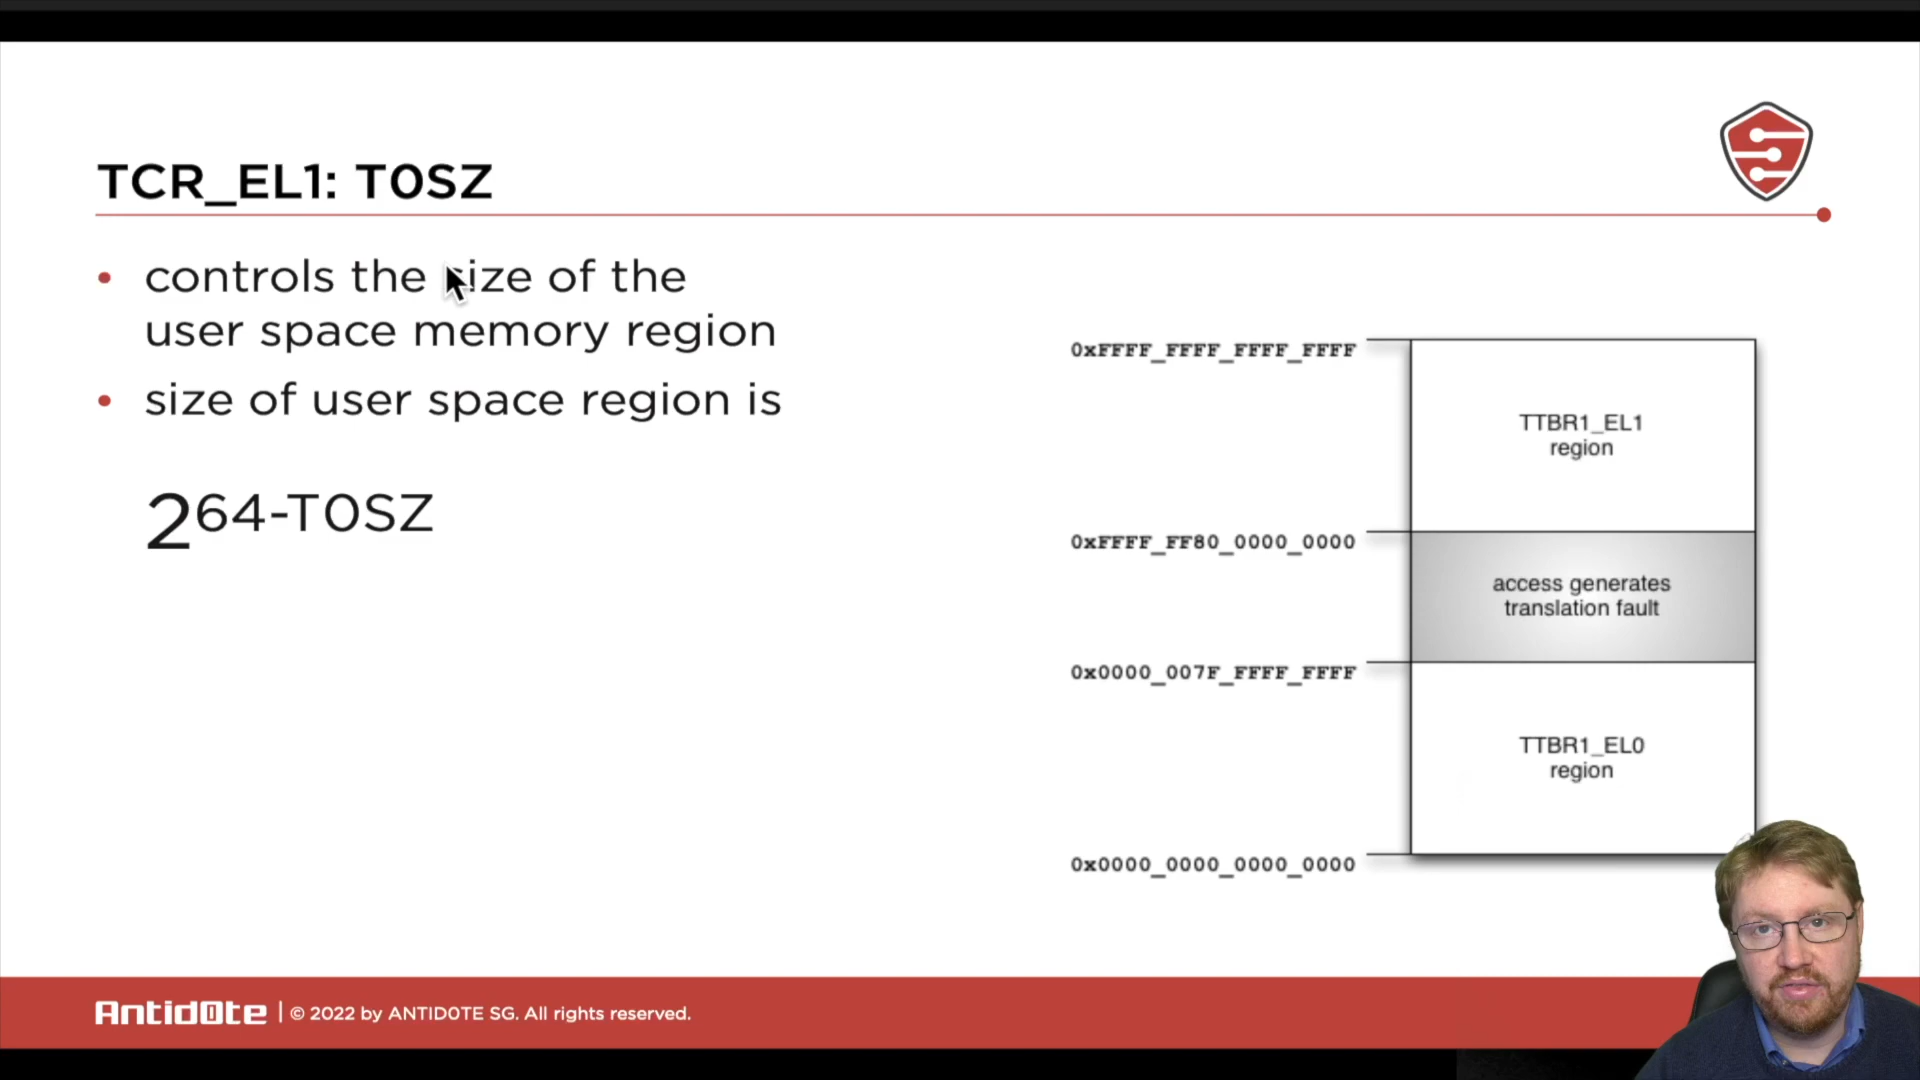 TCR_EL1: T0SZ
controls the size of the
user space memory region
size of user space region is
2^64-T0SZ
0xFFFF_FFFF_FFFF_FFFF
TTBR1_EL1
region
0xFFFF_FF80_0000_0000
access generates
translation fault
0x0000_007F_FFFF_FFFF
TTBR1_EL0
region
0x0000_0000_0000_0000
Antid0te | © 2022 by ANTID0TE SG. All rights reserved.